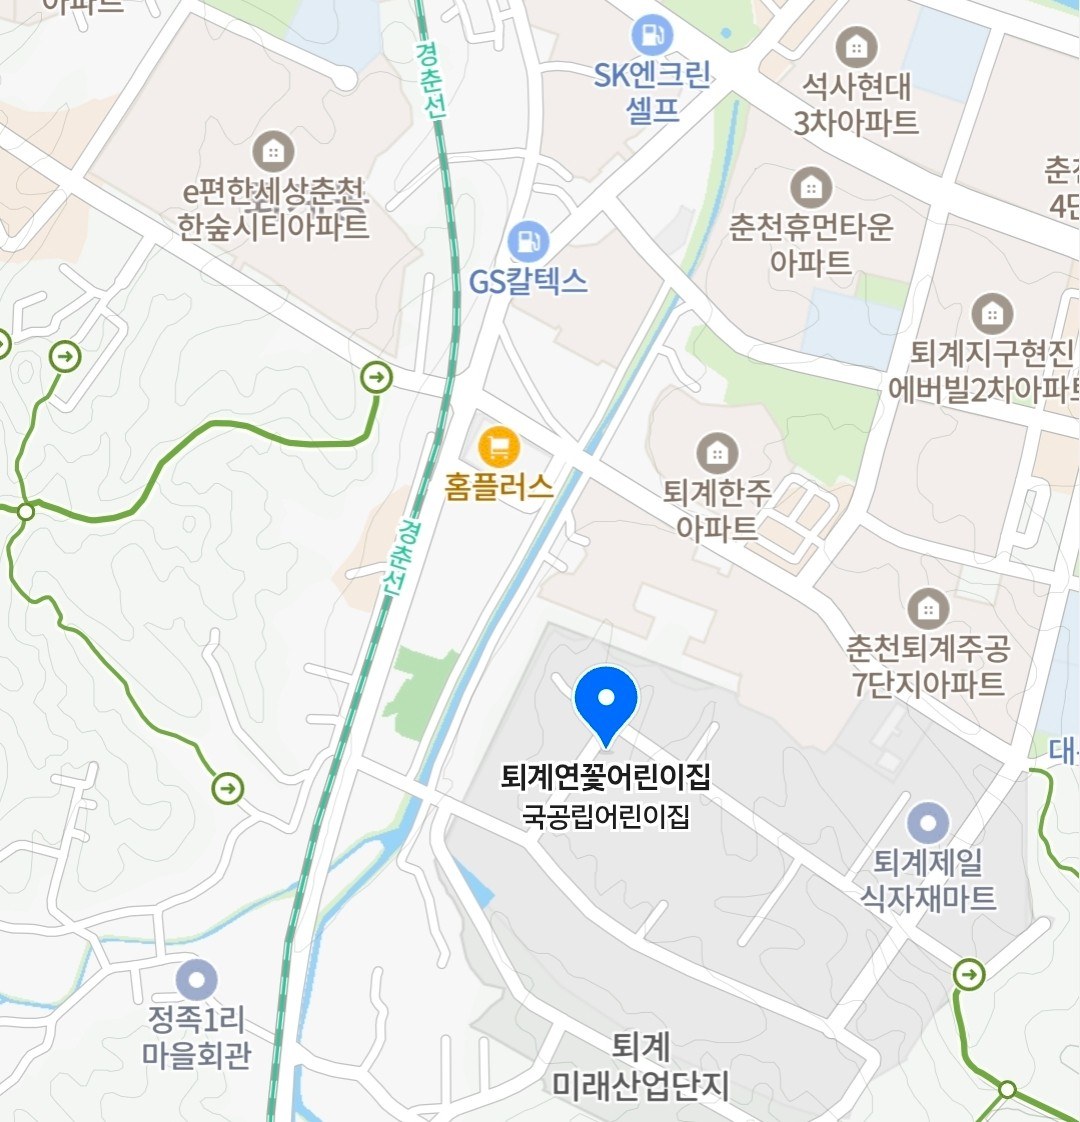 아파트
경춘선
SK엔크린
셀프
석사현대
3차아파트
e편한세상춘천
한숲시티아파트
춘천휴먼타운
아파트
4단
GS칼텍스
퇴계지구현진
에버빌2차아파트
홈플러스
퇴계한주
아파트
경춘선
춘천퇴계주공
7단지아파트
퇴계연꽃어린이집
국공립어린이집
퇴계제일
식자재마트
정족1리
마을회관
퇴계
미래산업단지